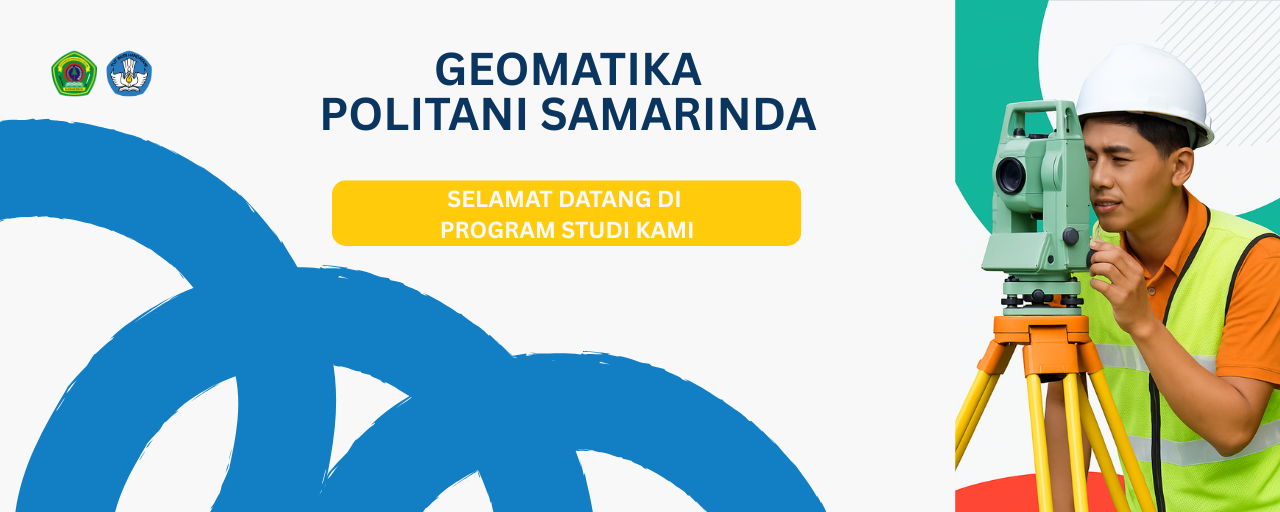 GEOMATIKA
POLITANI SAMARINDA
SELAMAT DATANG DI
PROGRAM STUDI KAMI